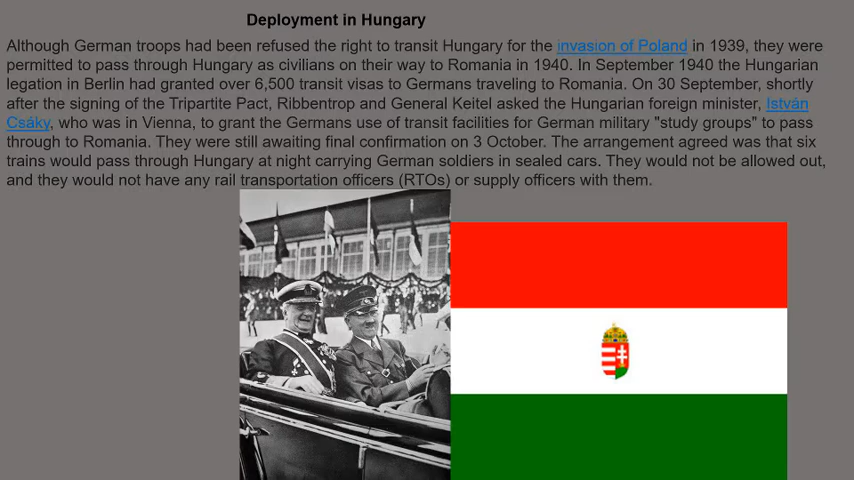 Deployment in Hungary
Although German troops had been refused the right to transit Hungary for the invasion of Poland in 1939, they were
permitted to pass through Hungary as civilians on their way to Romania in 1940. In September 1940 the Hungarian
legation in Berlin had granted over 6,500 transit visas to Germans traveling to Romania. On 30 September, shortly
after the signing of the Tripartite Pact, Ribbentrop and General Keitel asked the Hungarian foreign minister, István
Csáky, who was in Vienna, to grant the Germans use of transit facilities for German military "study groups" to pass
through to Romania. They were still awaiting final confirmation on 3 October. The arrangement agreed was that six
trains would pass through Hungary at night carrying German soldiers in sealed cars. They would not be allowed out,
and they would not have any rail transportation officers (RTOs) or supply officers with them.